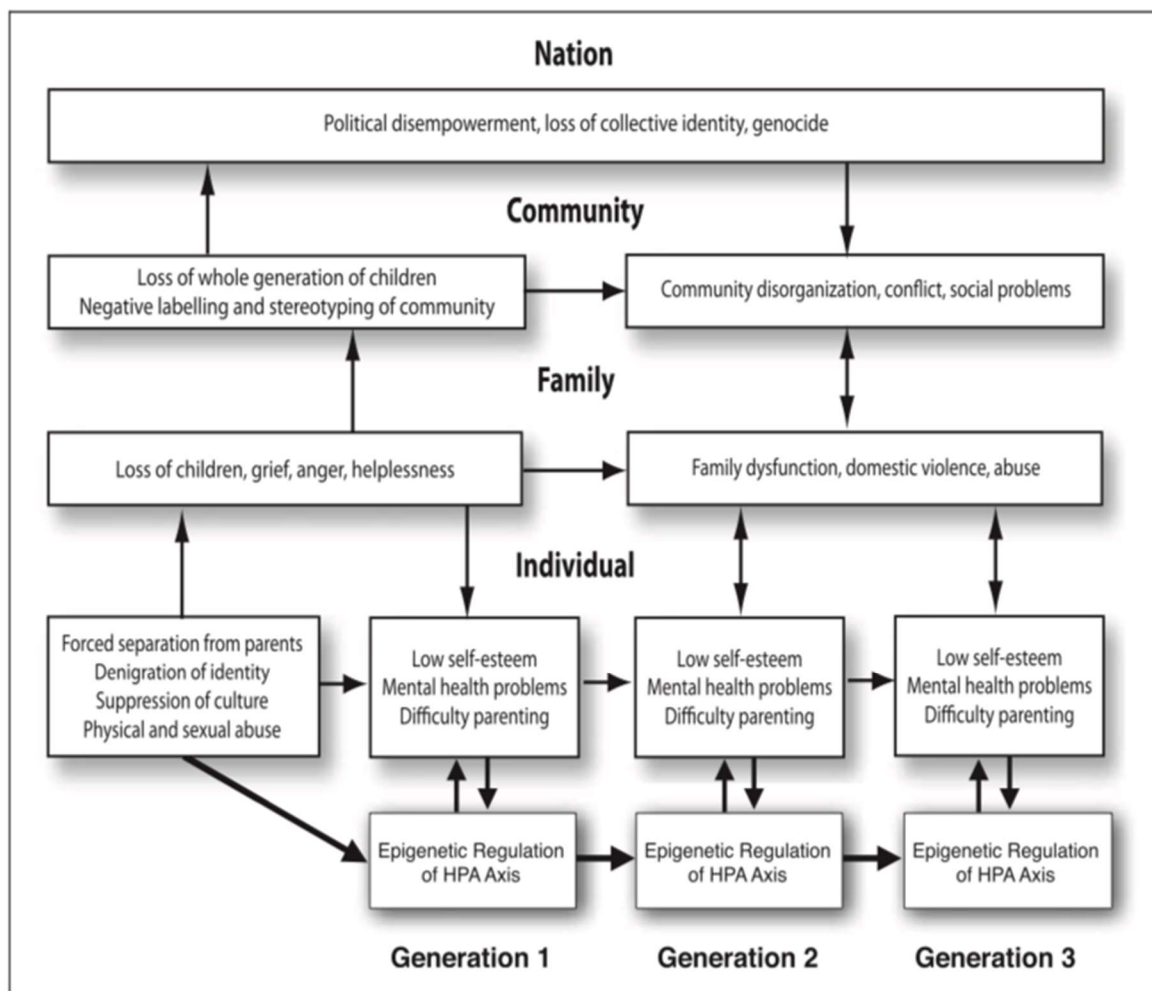 Nation
Political disempowerment, loss of collective identity, genocide
Community
Loss of whole generation of children
Negative labelling and stereotyping of community
Community disorganization, conflict, social problems
Family
Loss of children, grief, anger, helplessness
Family dysfunction, domestic violence, abuse
Individual
Forced separation from parents
Denigration of identity
Suppression of culture
Physical and sexual abuse
Low self-esteem
Mental health problems
Difficulty parenting
Low self-esteem
Mental health problems
Difficulty parenting
Low self-esteem
Mental health problems
Difficulty parenting
Epigenetic Regulation
of HPA Axis
Epigenetic Regulation
of HPA Axis
Epigenetic Regulation
of HPA Axis
Generation 1
Generation 2
Generation 3